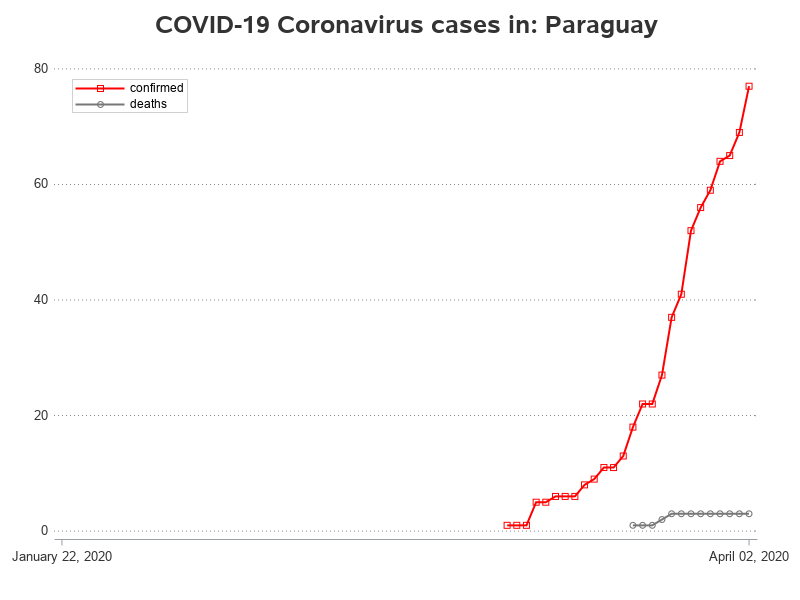 COVID-19 Coronavirus cases in: Paraguay
80
confirmed
deaths
60
40
20
0
January 22, 2020
April 02, 2020